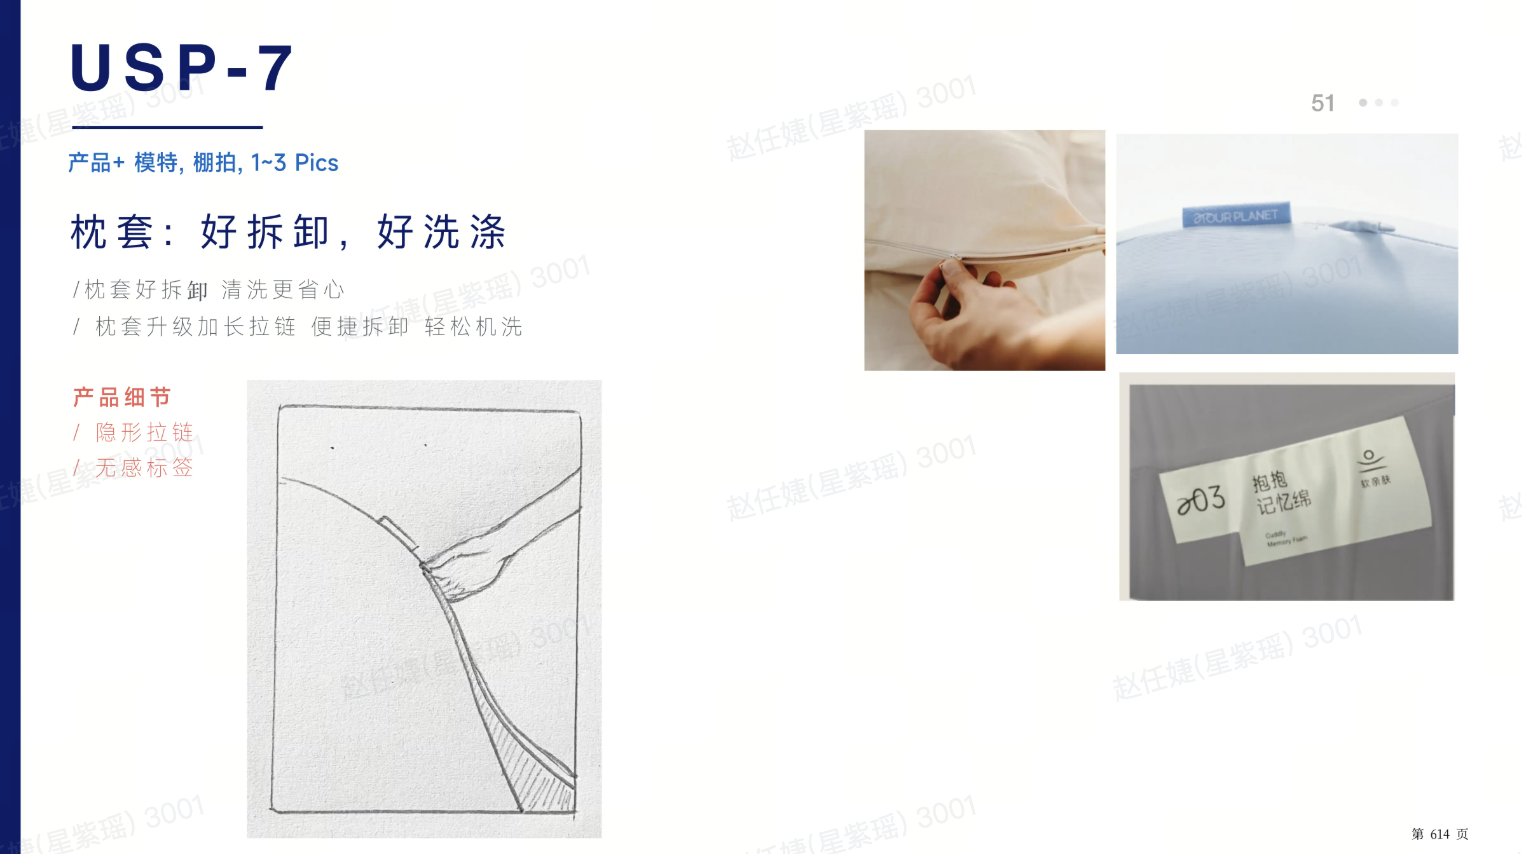 USP-7
51
产品+ 模特, 棚拍, 1~3 Pics
枕套：好拆卸，好洗涤
/枕套好拆卸 清洗更省心
/ 枕套升级加长拉链 便捷拆卸 轻松机洗
产品细节
/ 隐形拉链
/ 无感标签
YOUR PLANET
03
抱抱
记忆绵
Cuddly
Memory Foam
软亲肤
赵任婕(星紫瑶) 3001
第 614 页